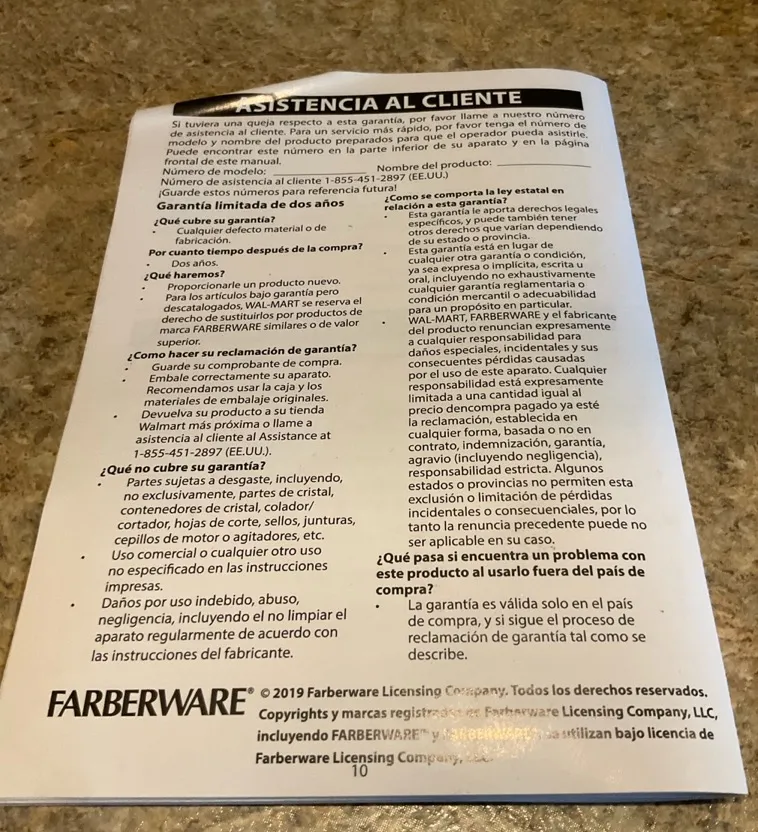 ASISTENCIA AL CLIENTE
Si tuviera una queja respecto a esta garantía, por favor llame a nuestro número
de asistencia al cliente. Para un servicio más rápido, por favor tenga el número de
modelo y nombre del producto preparados para que el operador pueda asistirle.
Puede encontrar este número en la parte inferior de su aparato y en la página
frontal de este manual.
Número de modelo: ____________ Nombre del producto: ____________
Número de asistencia al cliente 1-855-451-2897 (EE.UU.)
¡Guarde estos números para referencia futura!
Garantía limitada de dos años
¿Qué cubre su garantía?
• Cualquier defecto material o de
fabricación.
Por cuanto tiempo después de la compra?
• Dos años.
¿Qué haremos?
• Proporcionarle un producto nuevo.
• Para los artículos bajo garantía pero
descatalogados, WAL-MART se reserva el
derecho de sustituirlos por productos de
marca FARBERWARE similares o de valor
superior.
¿Como hacer su reclamación de garantía?
• Guarde su comprobante de compra.
• Embale correctamente su aparato.
Recomendamos usar la caja y los
materiales de embalaje originales.
• Devuelva su producto a su tienda
Walmart más próxima o llame a
asistencia al cliente al Assistance at
1-855-451-2897 (EE.UU.).
¿Qué no cubre su garantía?
• Partes sujetas a desgaste, incluyendo,
no exclusivamente, partes de cristal,
contenedores de cristal, colador/
cortador, hojas de corte, sellos, junturas,
cepillos de motor o agitadores, etc.
• Uso comercial o cualquier otro uso
no especificado en las instrucciones
impresas.
• Daños por uso indebido, abuso,
negligencia, incluyendo el no limpiar el
aparato regularmente de acuerdo con
las instrucciones del fabricante.
¿Como se comporta la ley estatal en
relación a esta garantía?
• Esta garantía le aporta derechos legales
específicos, y puede también tener
otros derechos que varían dependiendo
de su estado o provincia.
• Esta garantía está en lugar de
cualquier otra garantía o condición,
ya sea expresa o implícita, escrita u
oral, incluyendo no exhaustivamente
cualquier garantía reglamentaria o
condición mercantil o adecuabilidad
para un propósito en particular.
• WAL-MART, FARBERWARE y el fabricante
del producto renuncian expresamente
a cualquier responsabilidad para
daños especiales, incidentales y sus
consecuentes pérdidas causadas
por el uso de este aparato. Cualquier
responsabilidad está expresamente
limitada a una cantidad igual al
precio dencompra pagado ya esté
la reclamación, establecida en
cualquier forma, basada o no en
contrato, indemnización, garantía,
agravio (incluyendo negligencia),
responsabilidad estricta. Algunos
estados o provincias no permiten esta
exclusión o limitación de pérdidas
incidentales o consecuenciales, por lo
tanto la renuncia precedente puede no
ser aplicable en su caso.
¿Qué pasa si encuentra un problema con
este producto al usarlo fuera del país de
compra?
• La garantía es válida solo en el país
de compra, y si sigue el proceso de
reclamación de garantía tal como se
describe.
FARBERWARE® © 2019 Farberware Licensing Company. Todos los derechos reservados.
Copyrights y marcas registradas de Farberware Licensing Company, LLC,
incluyendo FARBERWARE™ y FARBERWARE®, se utilizan bajo licencia de
Farberware Licensing Company, LLC.
10